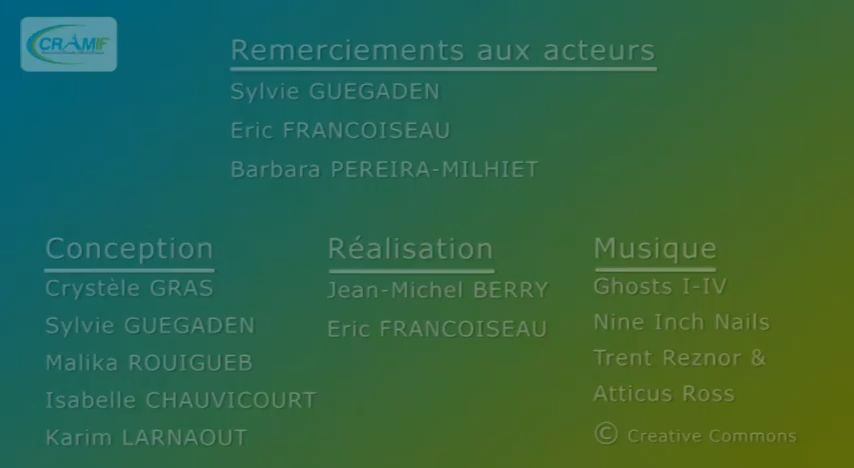 CRAMIF
Remerciements aux acteurs
Sylvie GUEGADEN
Eric FRANCOISEAU
Barbara PEREIRA-MILHIET
Conception
Crystèle GRAS
Sylvie GUEGADEN
Malika ROUIGUEB
Isabelle CHAUVICOURT
Karim LARNAOUT
Réalisation
Jean-Michel BERRY
Eric FRANCOISEAU
Musique
Ghosts I-IV
Nine Inch Nails
Trent Reznor &
Atticus Ross
© Creative Commons